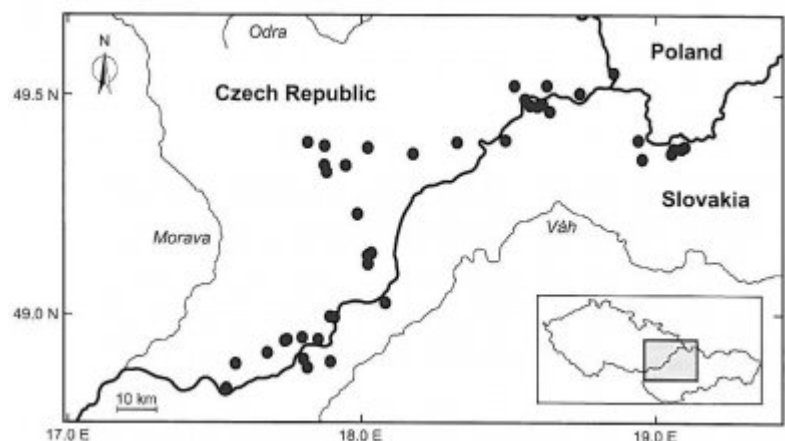 Odra
N
Poland
Czech Republic
49.5 N
Slovakia
Morava
Váh
49.0 N
10 km
17.0 E
18.0 E
19.0 E